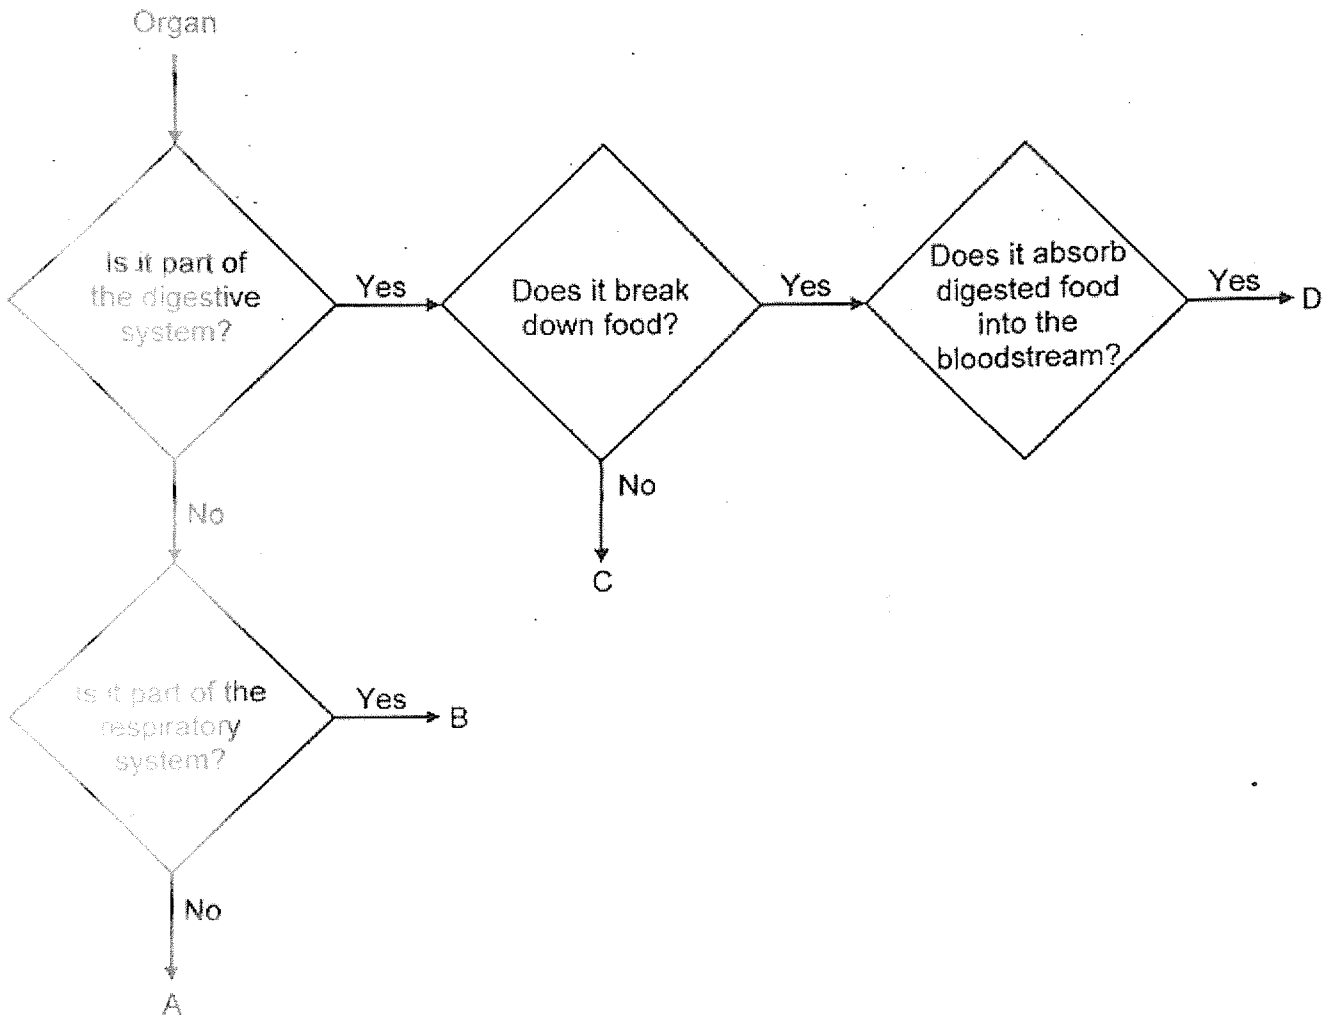 Organ
Is it part of
the digestive
system?
Yes
Does it break
down food?
Yes
Does it absorb
digested food
into the
bloodstream?
Yes
D
No
C
No
Is it part of the
respiratory
system?
Yes
B
No
A